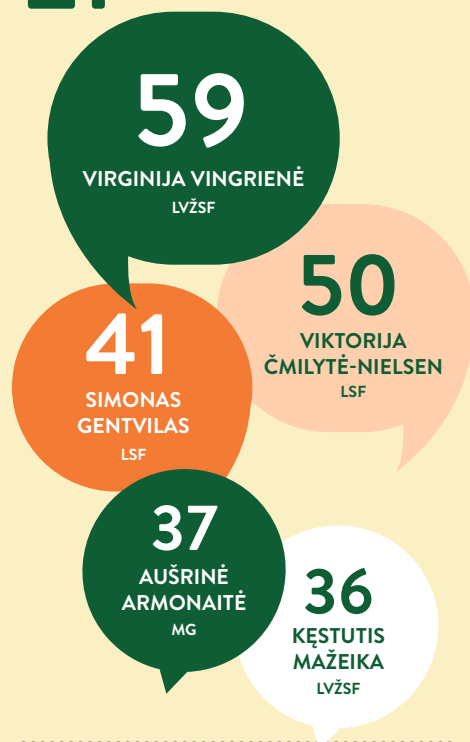 59
VIRGINIJA VINGRIENĖ
LVŽSF
50
VIKTORIJA
ČMILYTĖ-NIELSEN
LSF
41
SIMONAS
GENTVILAS
LSF
37
AUŠRINĖ
ARMONAITĖ
MG
36
KĘSTUTIS
MAŽEIKA
LVŽSF